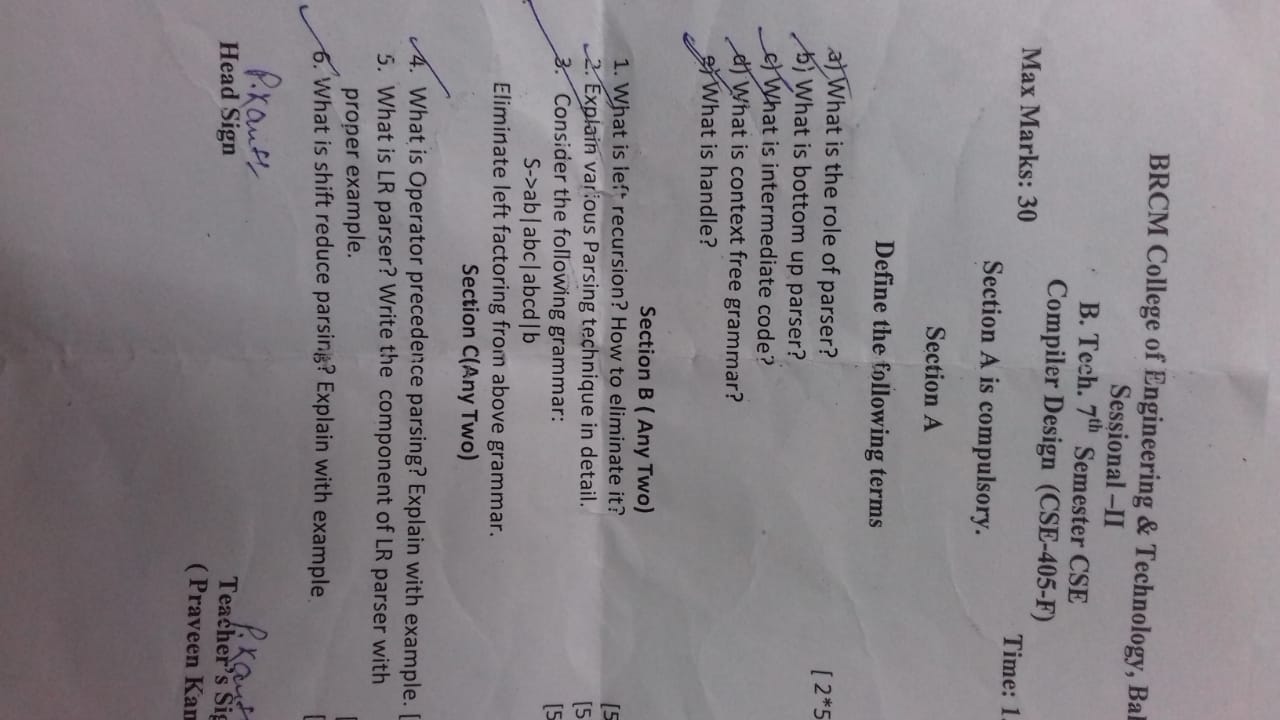 BRCM College of Engineering & Technology, Bal
Sessional –II
B. Tech. 7th Semester CSE
Compiler Design (CSE-405-F)
Max Marks: 30 Time: 1.
Section A is compulsory.
Section A
Define the following terms
[ 2*5
a) What is the role of parser?
b) What is bottom up parser?
c) What is intermediate code?
d) What is context free grammar?
e) What is handle?
Section B ( Any Two)
1. What is left recursion? How to eliminate it? [5
2. Explain various Parsing technique in detail. [5
3. Consider the following grammar: [5
S->ab|abc|abcd|b
Eliminate left factoring from above grammar.
Section C(Any Two)
4. What is Operator precedence parsing? Explain with example. [
5. What is LR parser? Write the component of LR parser with
proper example. [
6. What is shift reduce parsing? Explain with example [
P.Kant P.Kant
Head Sign Teacher's Sig
( Praveen Kan